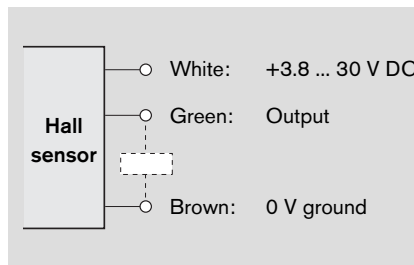 White: +3.8 ... 30 V DC
Green: Output
Hall
sensor
Brown: 0 V ground